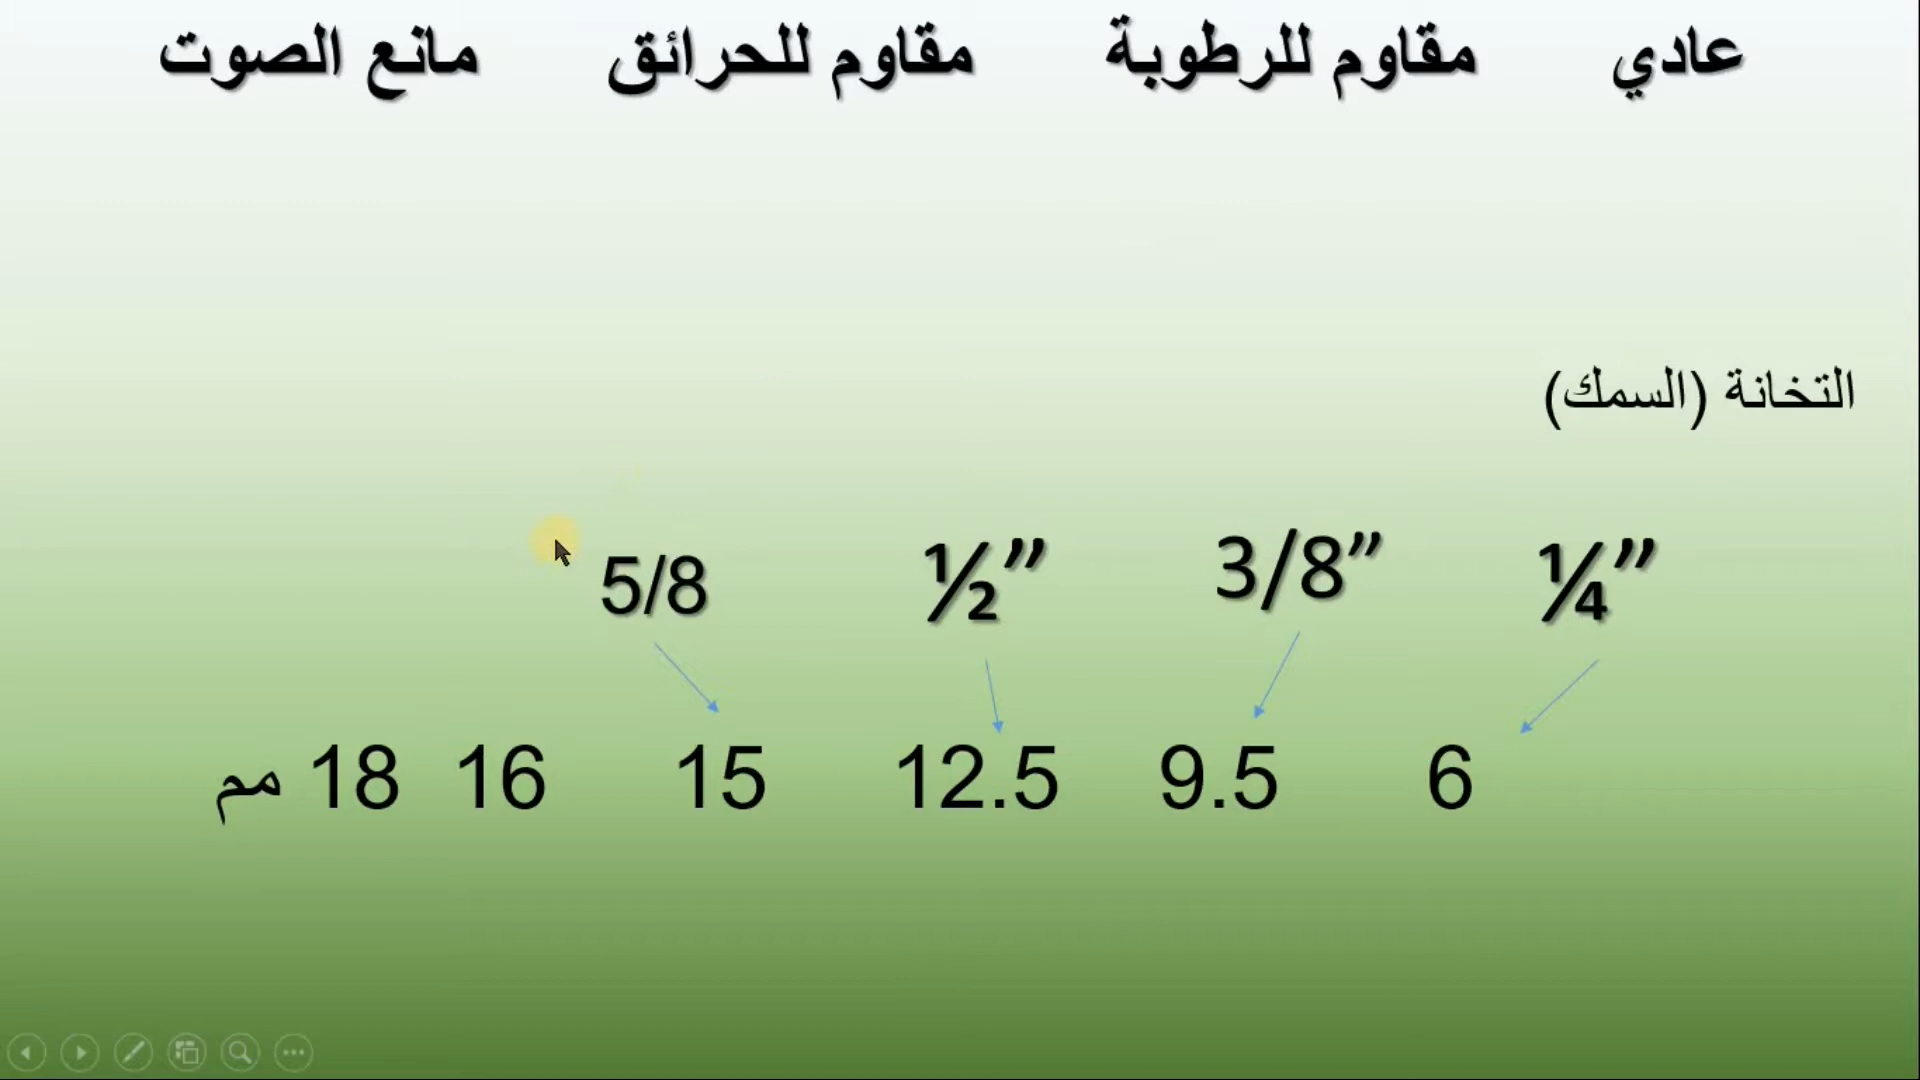 عادي مقاوم للرطوبة مقاوم للحرائق مانع الصوت
التخانة (السمك)
¼” 3/8” ½” 5/8
6 9.5 12.5 15 16 18 مم